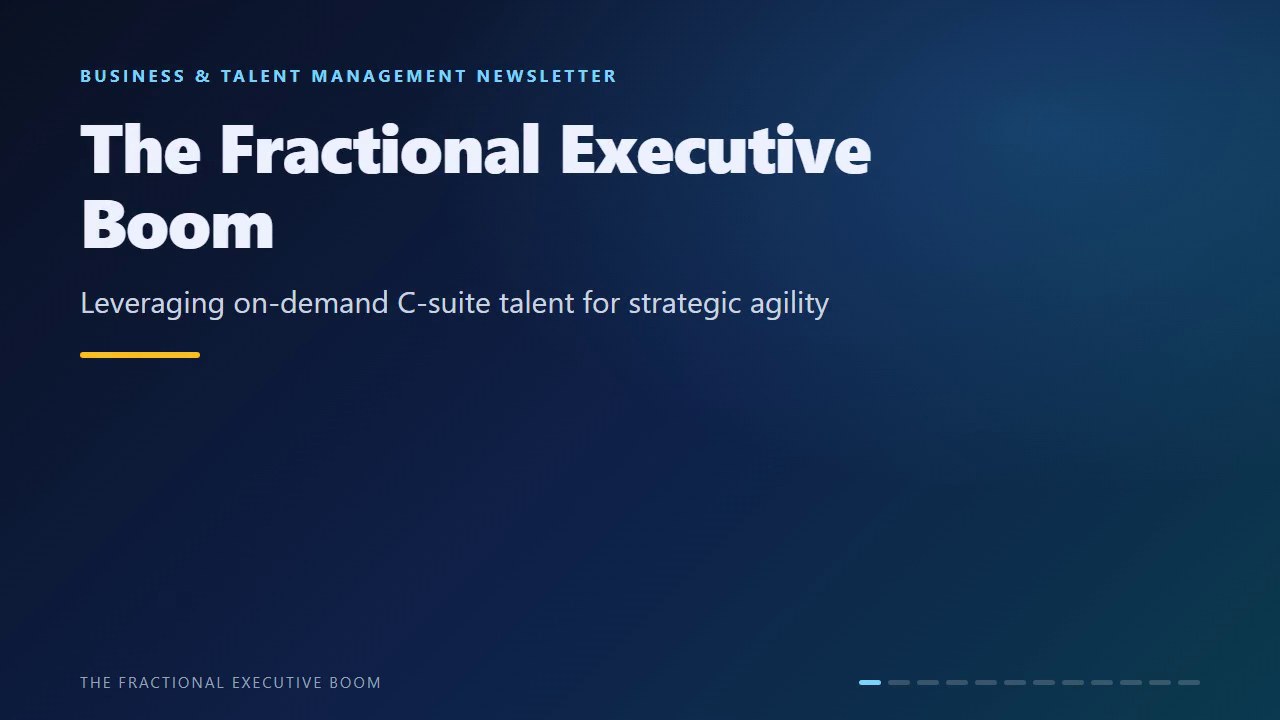 BUSINESS & TALENT MANAGEMENT NEWSLETTER
The Fractional Executive
Boom
Leveraging on-demand C-suite talent for strategic agility
THE FRACTIONAL EXECUTIVE BOOM